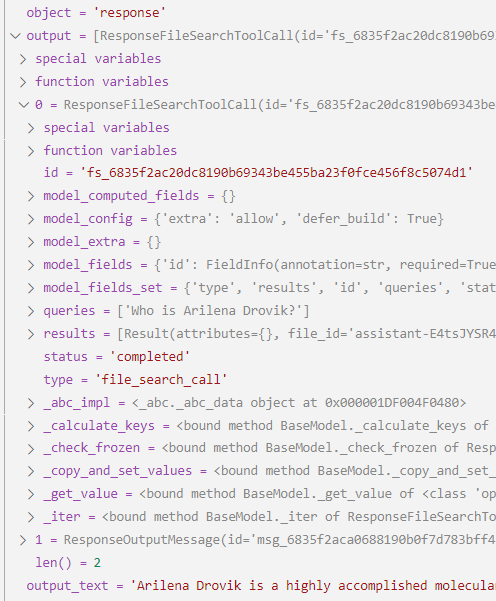 object = 'response'
output = [ResponseFileSearchToolCall(id='fs_6835f2ac20dc8190b693
special variables
function variables
0 = ResponseFileSearchToolCall(id='fs_6835f2ac20dc8190b69343be
special variables
function variables
id = 'fs_6835f2ac20dc8190b69343be455ba23f0fce456f8c5074d1'
model_computed_fields = {}
model_config = {'extra': 'allow', 'defer_build': True}
model_extra = {}
model_fields = {'id': FieldInfo(annotation=str, required=True
model_fields_set = {'type', 'results', 'id', 'queries', 'stat
queries = ['Who is Arilena Drovik?']
results = [Result(attributes={}, file_id='assistant-E4tsJYSR4
status = 'completed'
type = 'file_search_call'
_abc_impl = <_abc._abc_data object at 0x000001DF004F0480>
_calculate_keys = <bound method BaseModel._calculate_keys of
_check_frozen = <bound method BaseModel._check_frozen of Resp
_copy_and_set_values = <bound method BaseModel._copy_and_set_
_get_value = <bound method BaseModel._get_value of <class 'op
_iter = <bound method BaseModel._iter of ResponseFileSearchTo
1 = ResponseOutputMessage(id='msg_6835f2aca0688190b0f7d783bff4
len() = 2
output_text = 'Arilena Drovik is a highly accomplished molecula